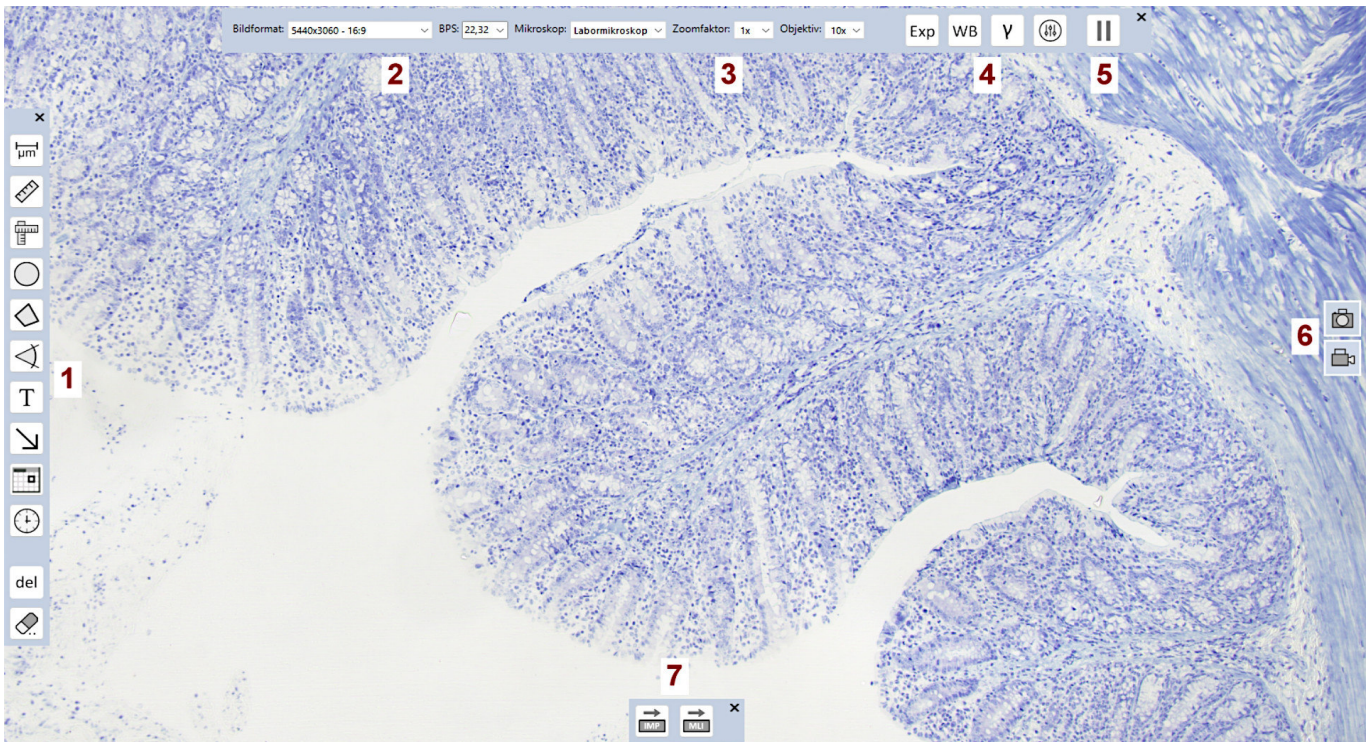 Bildformat: 5440x3060 - 16:9 BPS: 22,32 Mikroskop: Labormikroskop Zoomfaktor: 1x Objektiv: 10x Exp WB γ
2 3 4 5
µm
6
1
T
del
7
IMP MLI